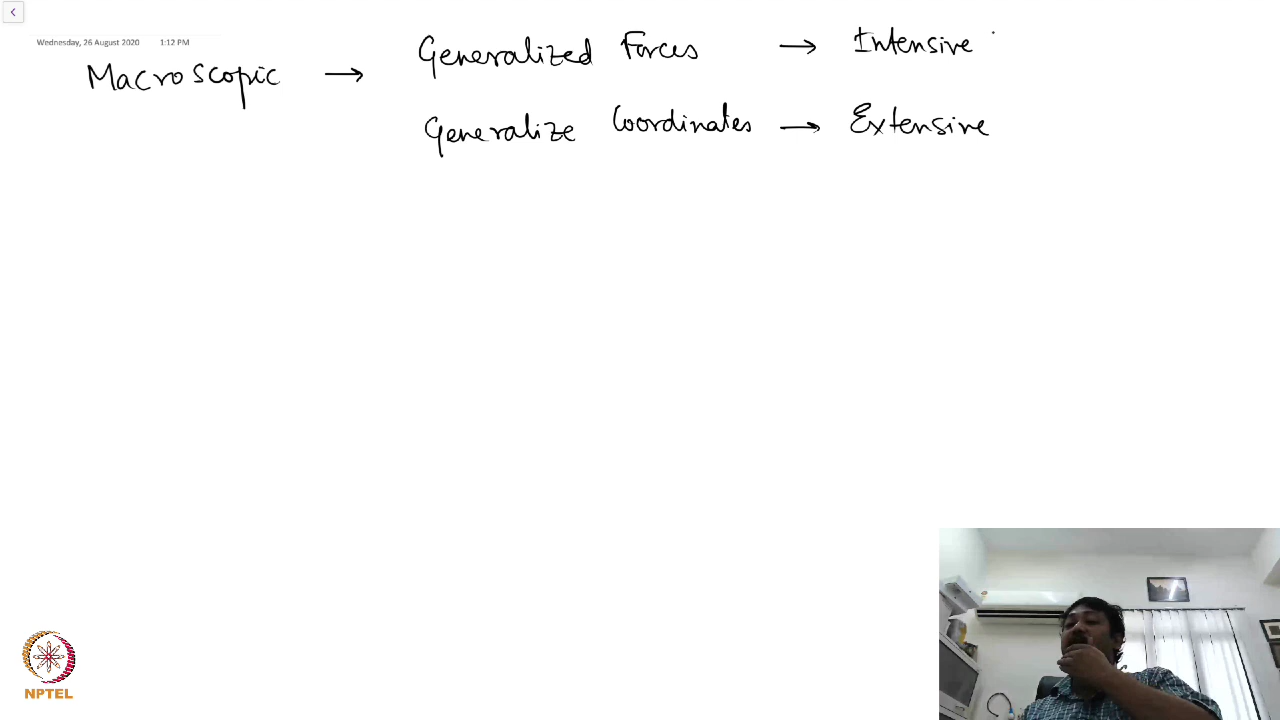 Wednesday, 26 August 2020 1:12 PM
Macroscopic → Generalized Forces → Intensive
Generalize Coordinates → Extensive
NPTEL